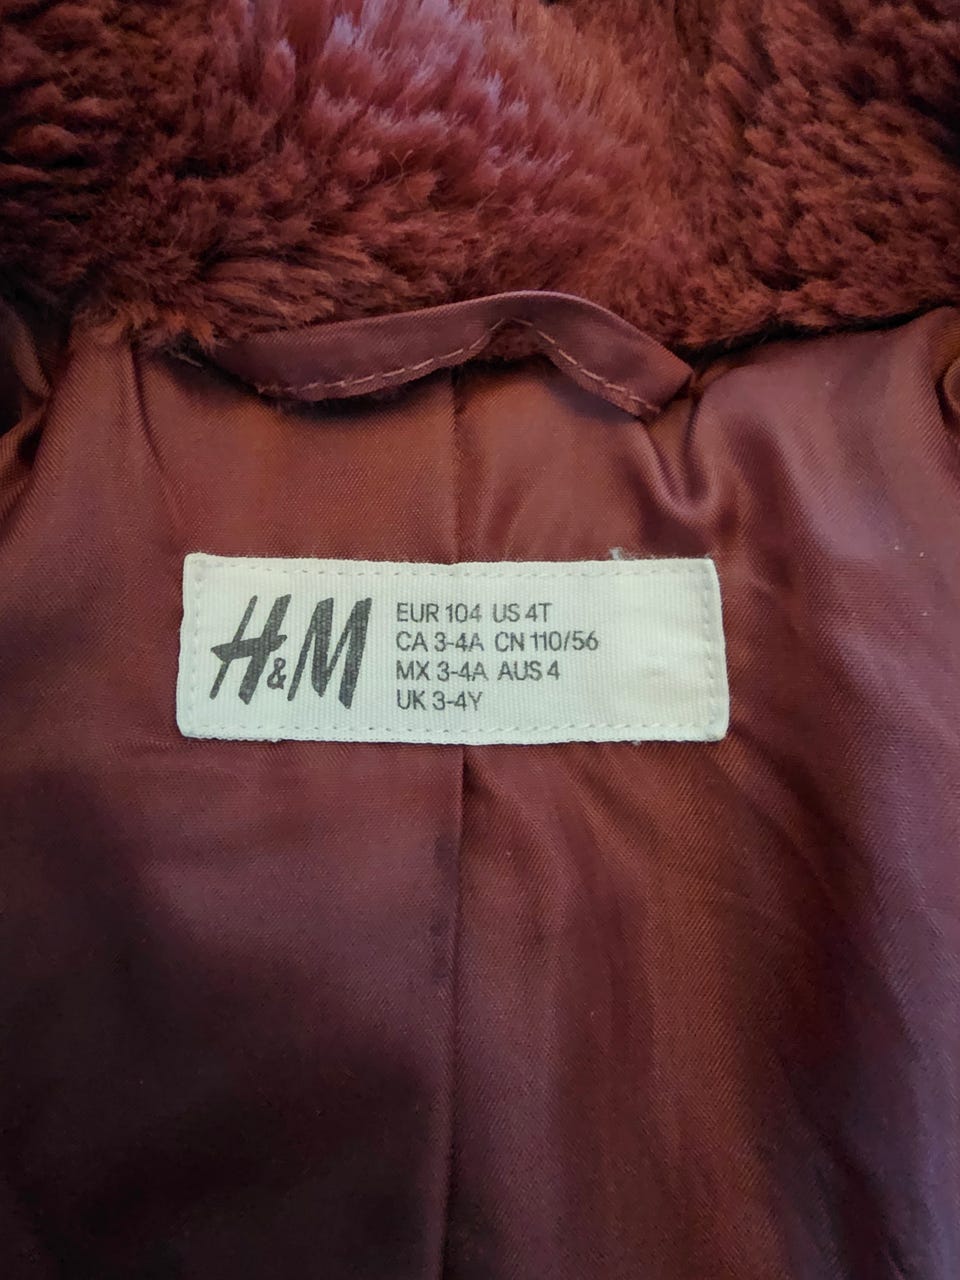 H&M
EUR 104 US 4T
CA 3-4A CN 110/56
MX 3-4A AUS 4
UK 3-4Y